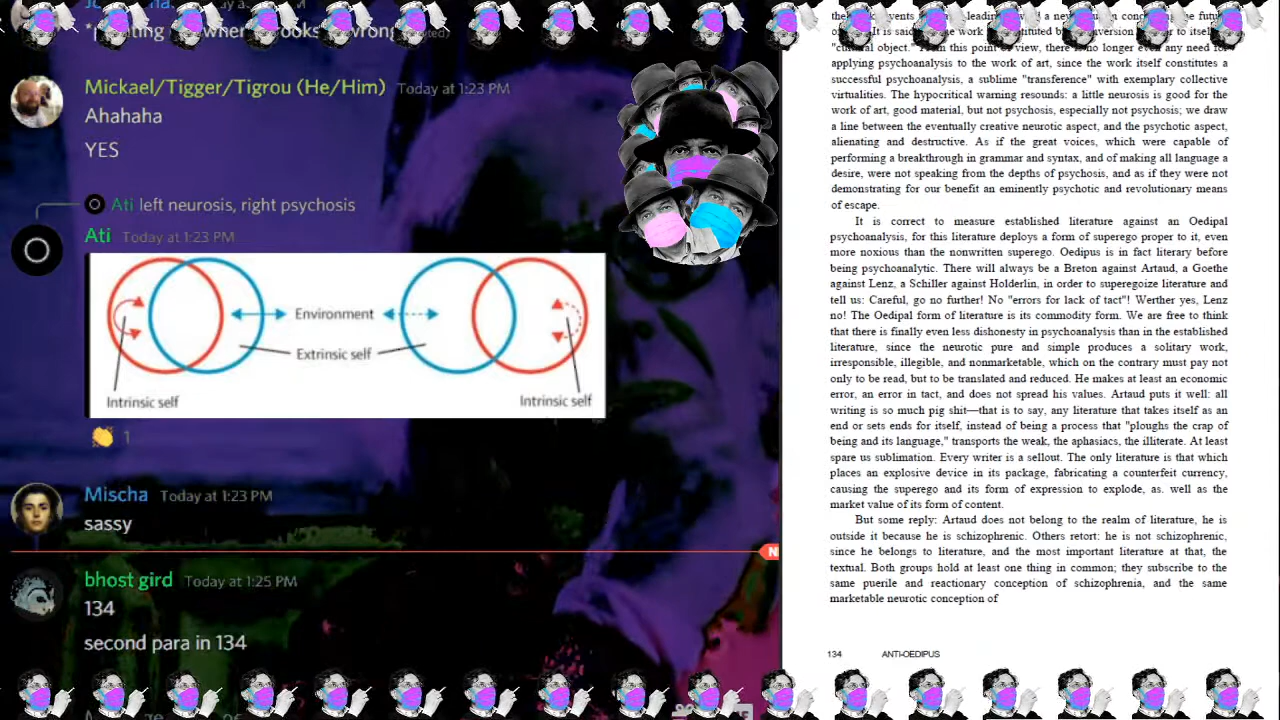 Today at
Mickael/Tigger/Tigrou (He/Him) Today at 1:23 PM
Ahahaha
YES
Ati left neurosis, right psychosis
Ati Today at 1:23 PM
Environment
Extrinsic self
Intrinsic self
Intrinsic self
1
Mischa Today at 1:23 PM
sassy
N
bhost gird Today at 1:25 PM
134
second para in 134
"cultural object." From this point of view, there is no longer even any need for
applying psychoanalysis to the work of art, since the work itself constitutes a
successful psychoanalysis, a sublime "transference" with exemplary collective
virtualities. The hypocritical warning resounds: a little neurosis is good for the
work of art, good material, but not psychosis, especially not psychosis; we draw
a line between the eventually creative neurotic aspect, and the psychotic aspect,
alienating and destructive. As if the great voices, which were capable of
performing a breakthrough in grammar and syntax, and of making all language a
desire, were not speaking from the depths of psychosis, and as if they were not
demonstrating for our benefit an eminently psychotic and revolutionary means
of escape.
It is correct to measure established literature against an Oedipal
psychoanalysis, for this literature deploys a form of superego proper to it, even
more noxious than the nonwritten superego. Oedipus is in fact literary before
being psychoanalytic. There will always be a Breton against Artaud, a Goethe
against Lenz, a Schiller against Holderlin, in order to superegoize literature and
tell us: Careful, go no further! No "errors for lack of tact"! Werther yes, Lenz
no! The Oedipal form of literature is its commodity form. We are free to think
that there is finally even less dishonesty in psychoanalysis than in the established
literature, since the neurotic pure and simple produces a solitary work,
irresponsible, illegible, and nonmarketable, which on the contrary must pay not
only to be read, but to be translated and reduced. He makes at least an economic
error, an error in tact, and does not spread his values. Artaud puts it well: all
writing is so much pig shit—that is to say, any literature that takes itself as an
end or sets ends for itself, instead of being a process that "ploughs the crap of
being and its language," transports the weak, the aphasiacs, the illiterate. At least
spare us sublimation. Every writer is a sellout. The only literature is that which
places an explosive device in its package, fabricating a counterfeit currency,
causing the superego and its form of expression to explode, as. well as the
market value of its form of content.
But some reply: Artaud does not belong to the realm of literature, he is
outside it because he is schizophrenic. Others retort: he is not schizophrenic,
since he belongs to literature, and the most important literature at that, the
textual. Both groups hold at least one thing in common; they subscribe to the
same puerile and reactionary conception of schizophrenia, and the same
marketable neurotic conception of
134 ANTI-OEDIPUS